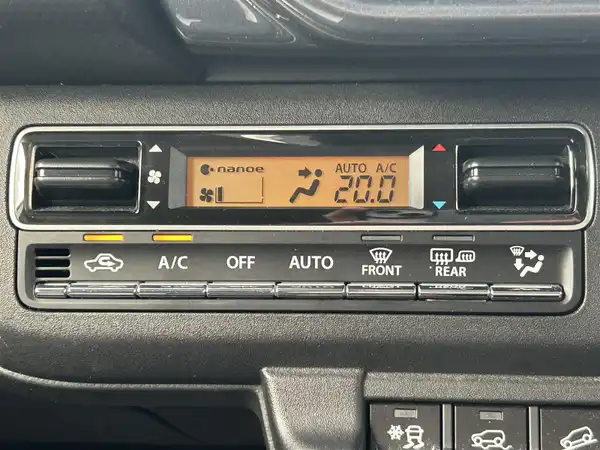 nanoe
AUTO A/C
20.0
A/C OFF AUTO FRONT REAR